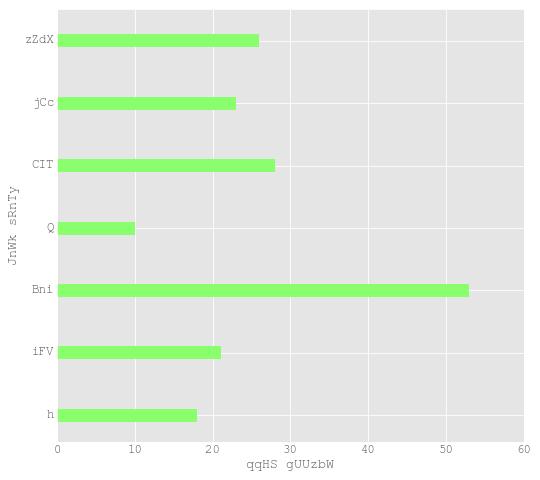 zZdX
jCc
CIT
Q
Bni
iFV
h
JnWk sRnTy
0 10 20 30 40 50 60
qqHS gUUzbW